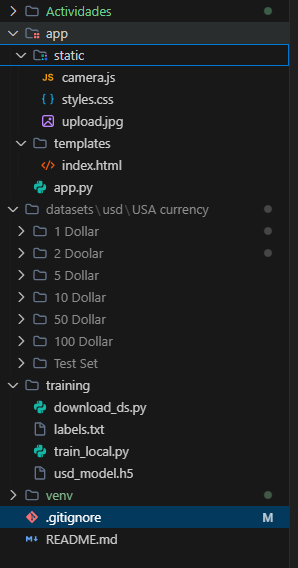 Actividades
app
static
JS camera.js
{ } styles.css
upload.jpg
templates
<> index.html
app.py
datasets\usd\USA currency
1 Dollar
2 Doolar
5 Dollar
10 Dollar
50 Dollar
100 Dollar
Test Set
training
download_ds.py
labels.txt
train_local.py
usd_model.h5
venv
.gitignore M
README.md